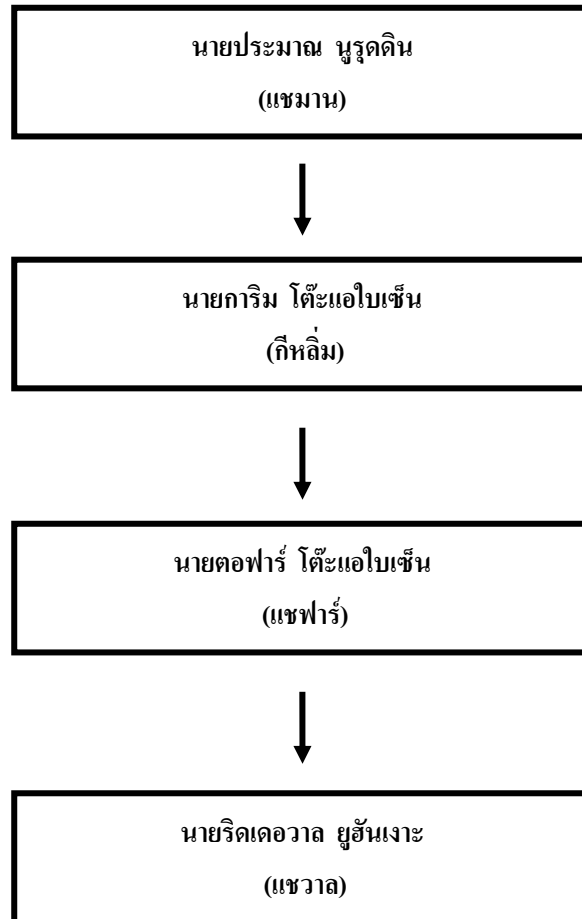 นายประมาณ นูรุดดิน
(แชมาน)
นายการิม โต๊ะแอใบเซ็น
(กีหลิ่ม)
นายตอฟาร์ โต๊ะแอใบเซ็น
(แชฟาร์)
นายริดเดอวาล ยูฮันเงาะ
(แชวาล)